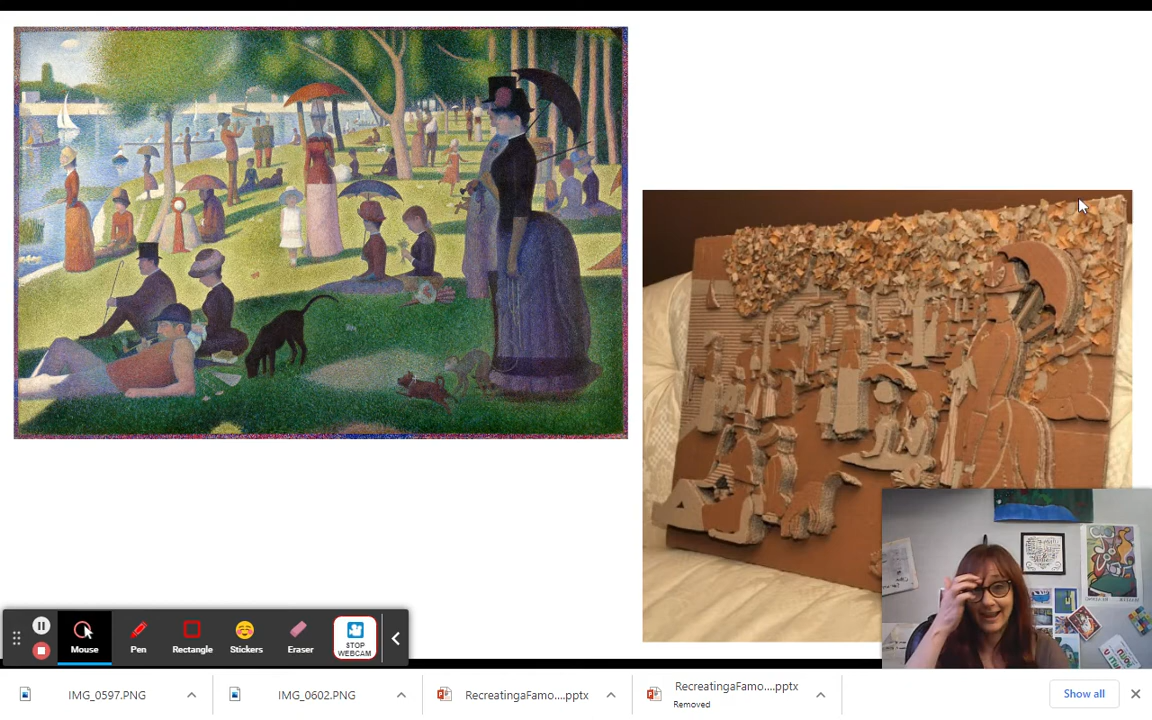 Mouse
Pen
Rectangle
Stickers
Eraser
STOP
WEBCAM
IMG_0597.PNG
IMG_0602.PNG
RecreatingaFamo....pptx
RecreatingaFamo....pptx
Removed
Show all